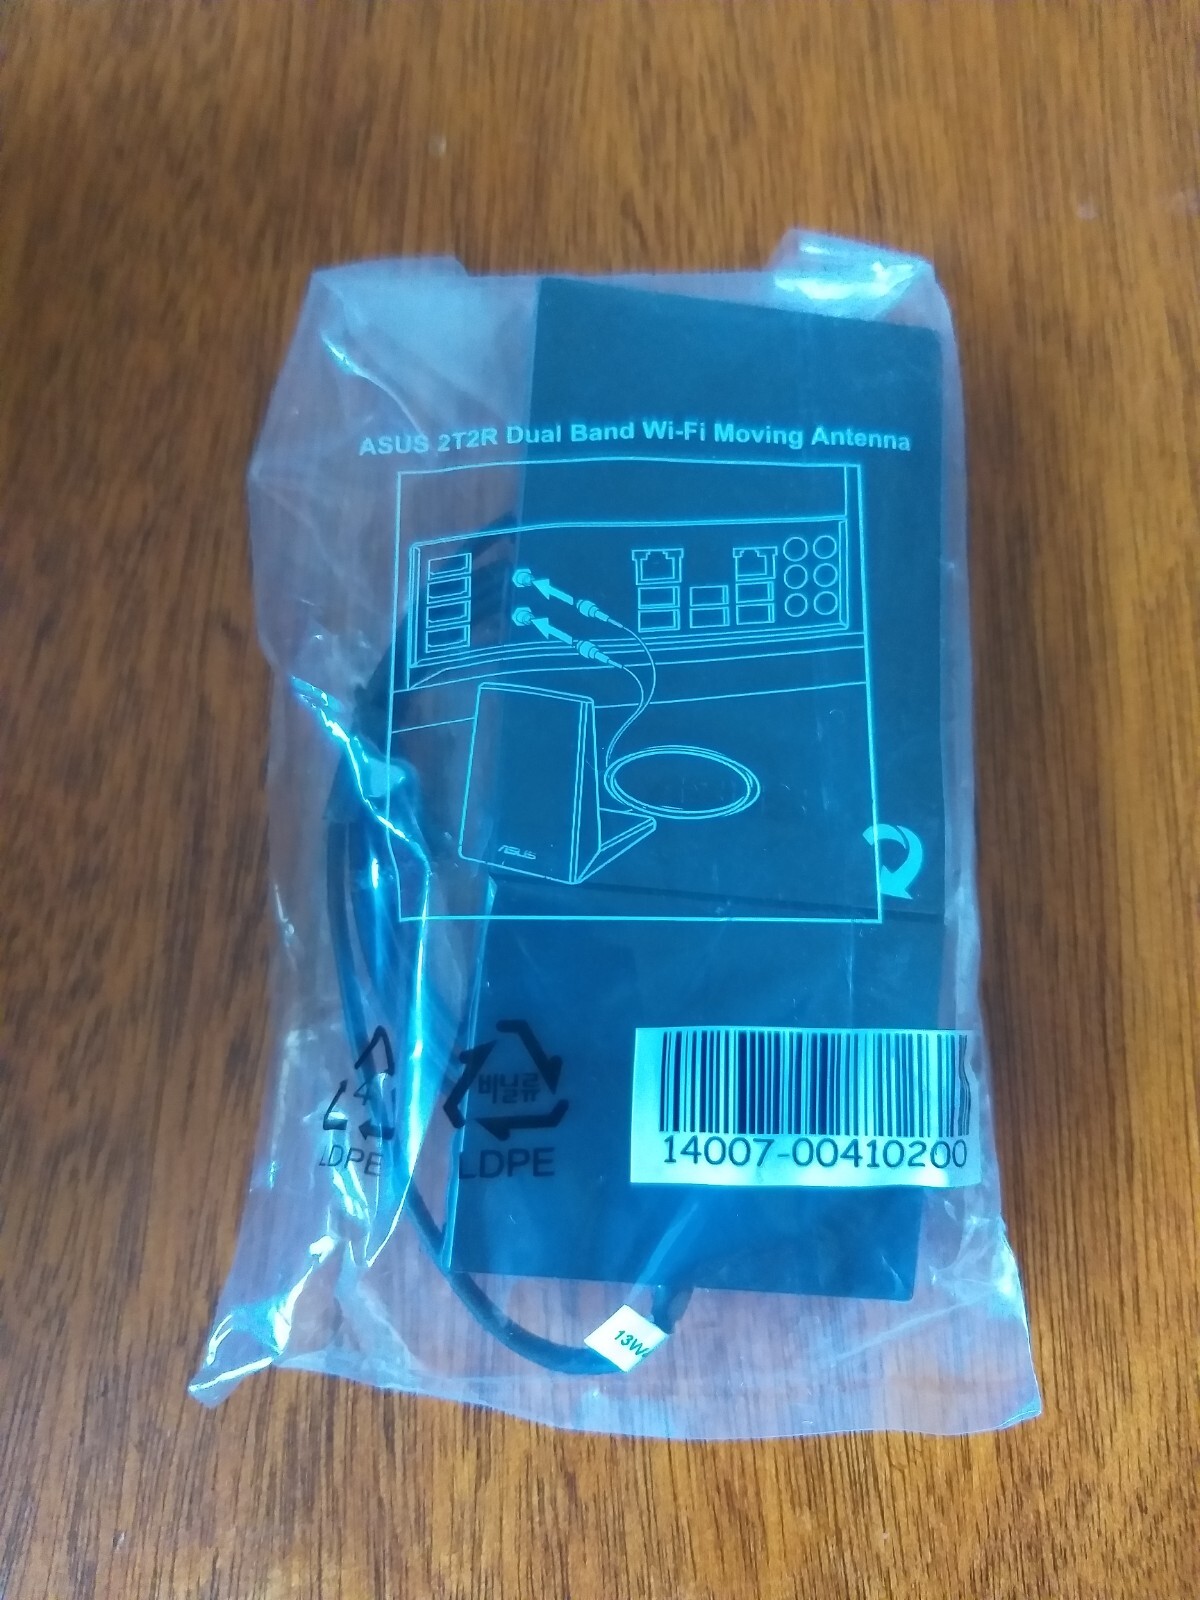 ASUS 2T2R Dual Band Wi-Fi Moving Antenna
ASUS
4
LDPE
비닐류
LDPE
14007-00410200